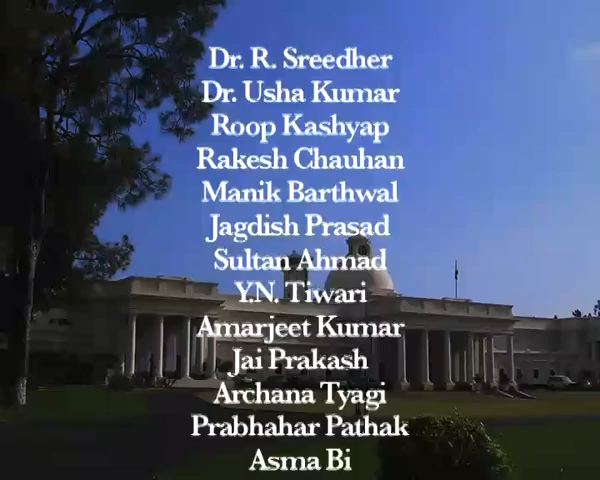 Dr. R. Sreedher
Dr. Usha Kumar
Roop Kashyap
Rakesh Chauhan
Manik Barthwal
Jagdish Prasad
Sultan Ahmad
Y.N. Tiwari
Amarjeet Kumar
Jai Prakash
Archana Tyagi
Prabhahar Pathak
Asma Bi